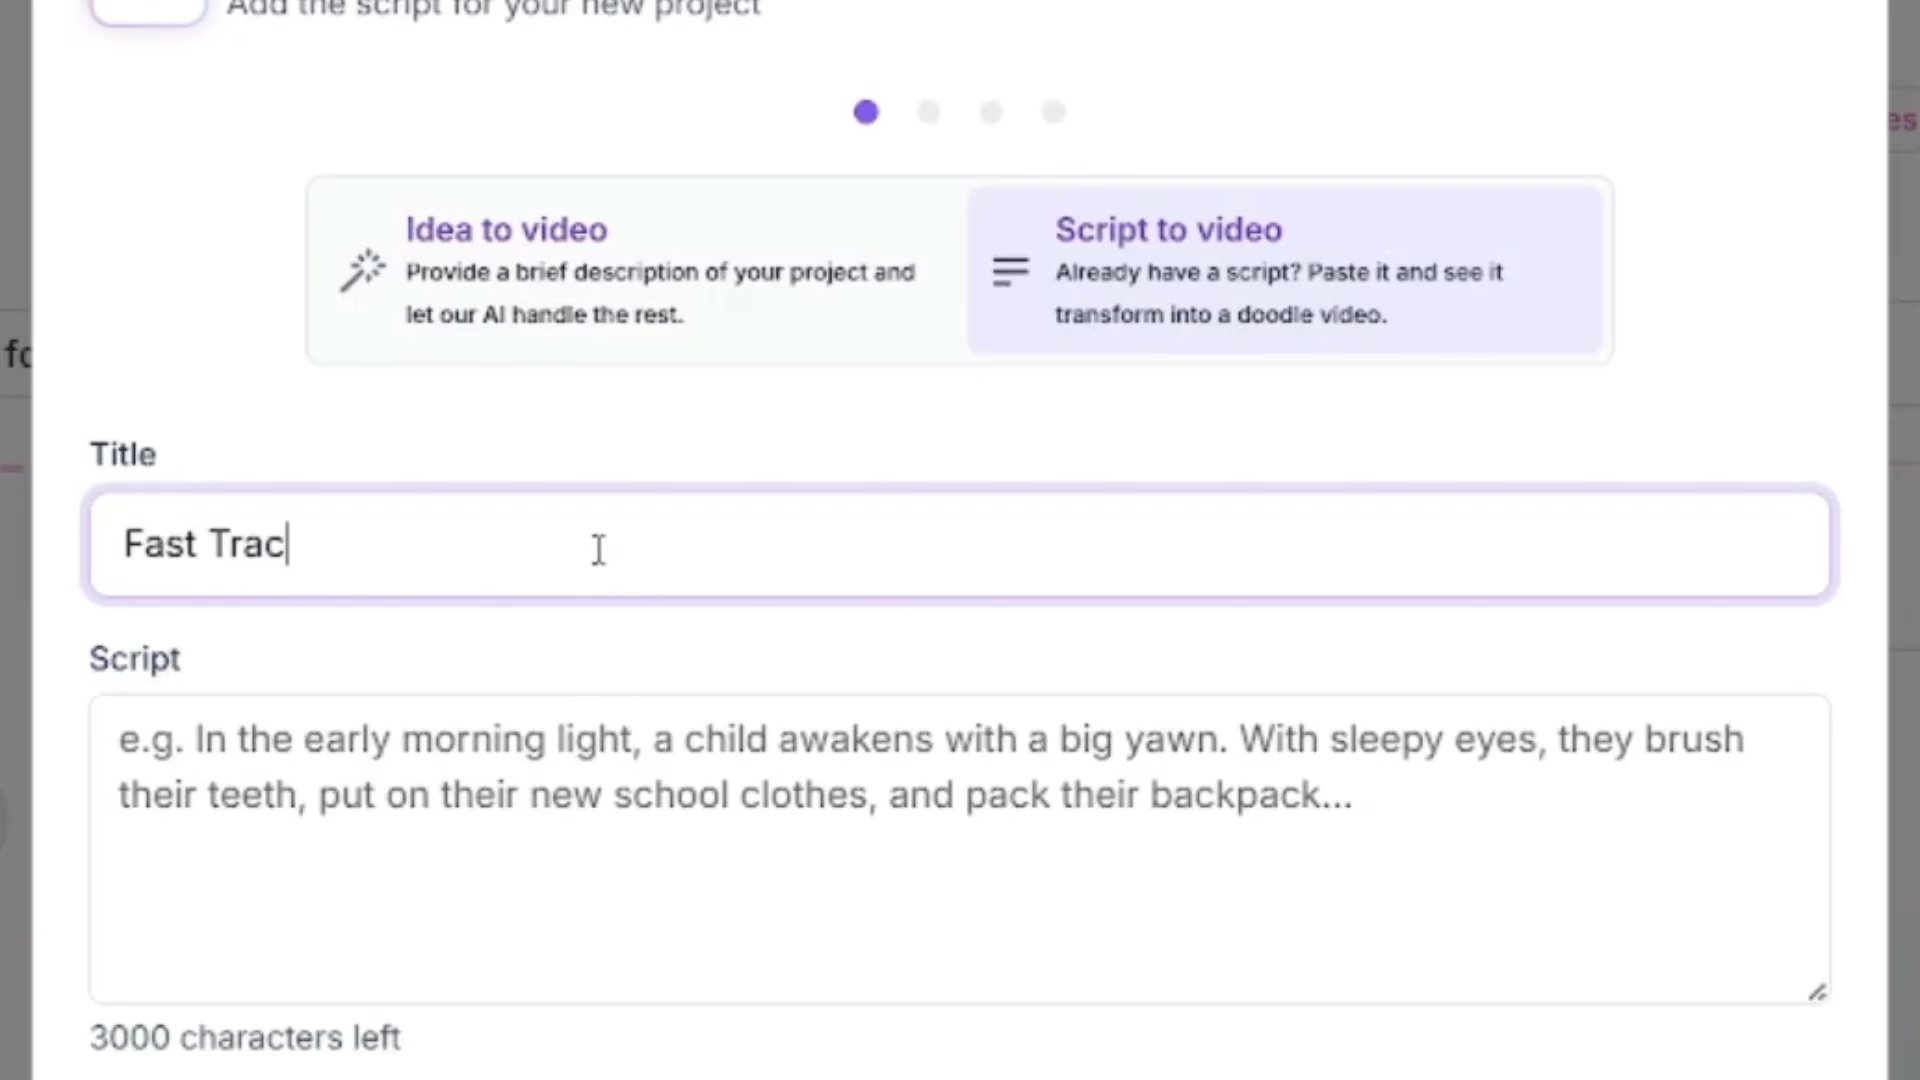 Add the script for your new project
es
Idea to video
Provide a brief description of your project and
let our AI handle the rest.
Script to video
Already have a script? Paste it and see it
transform into a doodle video.
fo
Title
Fast Trac
Script
e.g. In the early morning light, a child awakens with a big yawn. With sleepy eyes, they brush
their teeth, put on their new school clothes, and pack their backpack...
3000 characters left